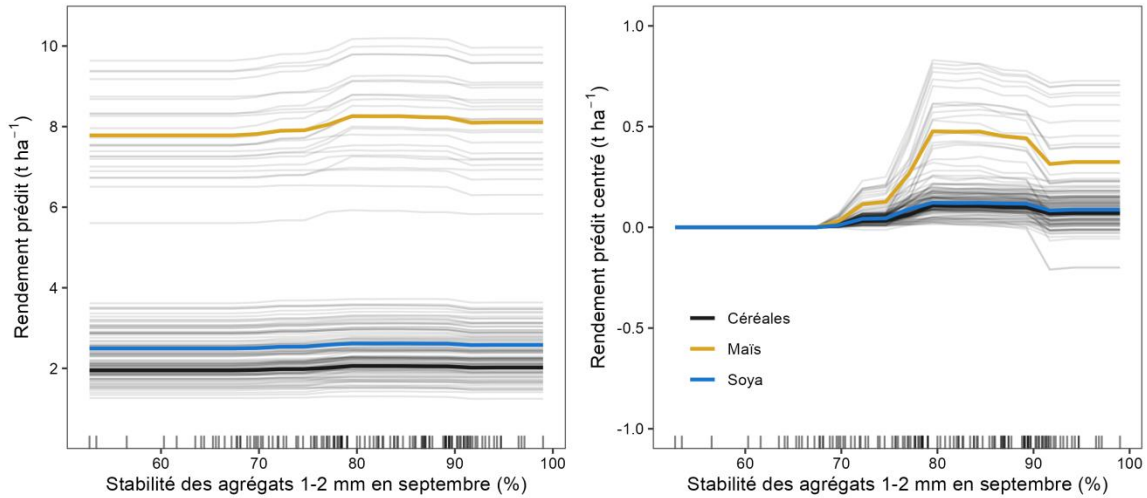 Rendement prédit (t ha⁻¹)
10
8
6
4
2
60 70 80 90 100
Stabilité des agrégats 1-2 mm en septembre (%)
Rendement prédit centré (t ha⁻¹)
1.0
0.5
0.0
-0.5
-1.0
Céréales
Maïs
Soya
60 70 80 90 100
Stabilité des agrégats 1-2 mm en septembre (%)